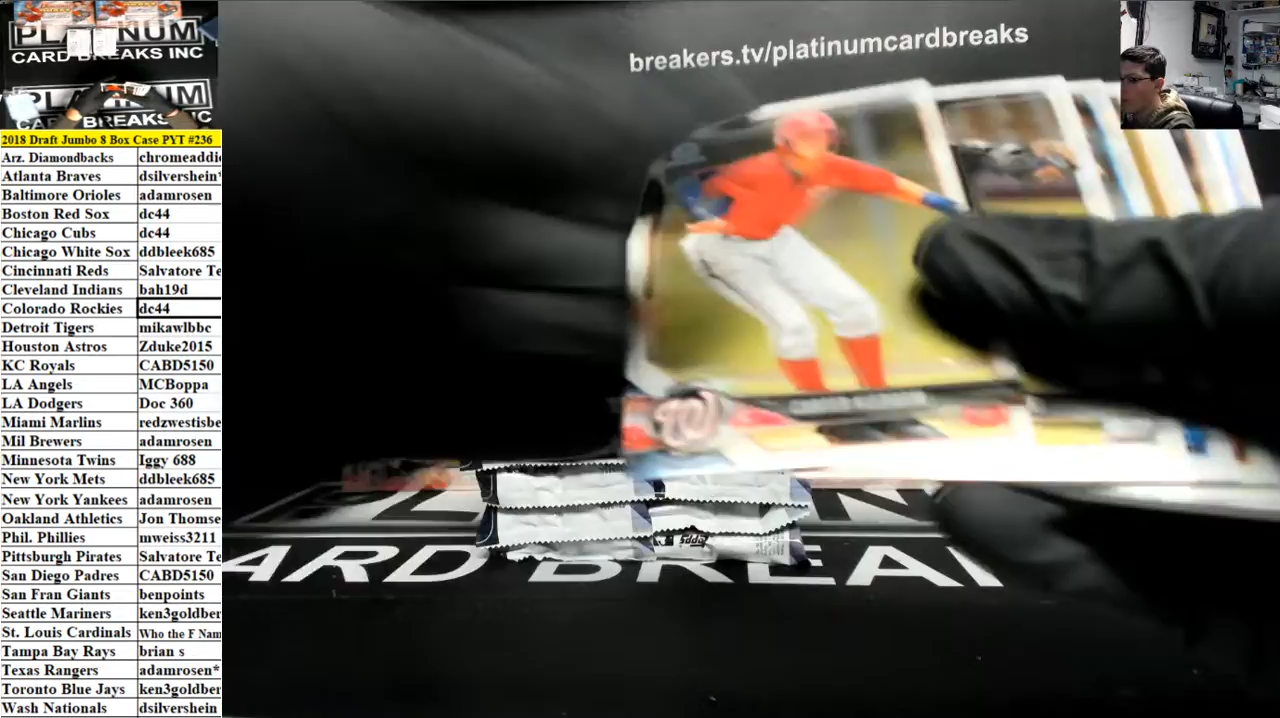 PLATINUM
CARD BREAKS INC
breakers.tv/platinumcardbreaks
2018 Draft Jumbo 8 Box Case PYT #236
Arz. Diamondbacks chromeaddi
Atlanta Braves dsilvershein*
Baltimore Orioles adamrosen
Boston Red Sox dc44
Chicago Cubs dc44
Chicago White Sox ddbleek685
Cincinnati Reds Salvatore Te
Cleveland Indians bah19d
Colorado Rockies dc44
Detroit Tigers mikawlbbc
Houston Astros Zduke2015
KC Royals CABD5150
LA Angels MCBoppa
LA Dodgers Doc 360
Miami Marlins redzwestisbe
Mil Brewers adamrosen
Minnesota Twins Iggy 688
New York Mets ddbleek685
New York Yankees adamrosen
Oakland Athletics Jon Thomse
Phil. Phillies mweiss3211
Pittsburgh Pirates Salvatore Te
San Diego Padres CABD5150
San Fran Giants benpoints
Seattle Mariners ken3goldber
St. Louis Cardinals Who the F Nam
Tampa Bay Rays brian s
Texas Rangers adamrosen*
Toronto Blue Jays ken3goldber
Wash Nationals dsilvershein
W
Topps
ARD BREA